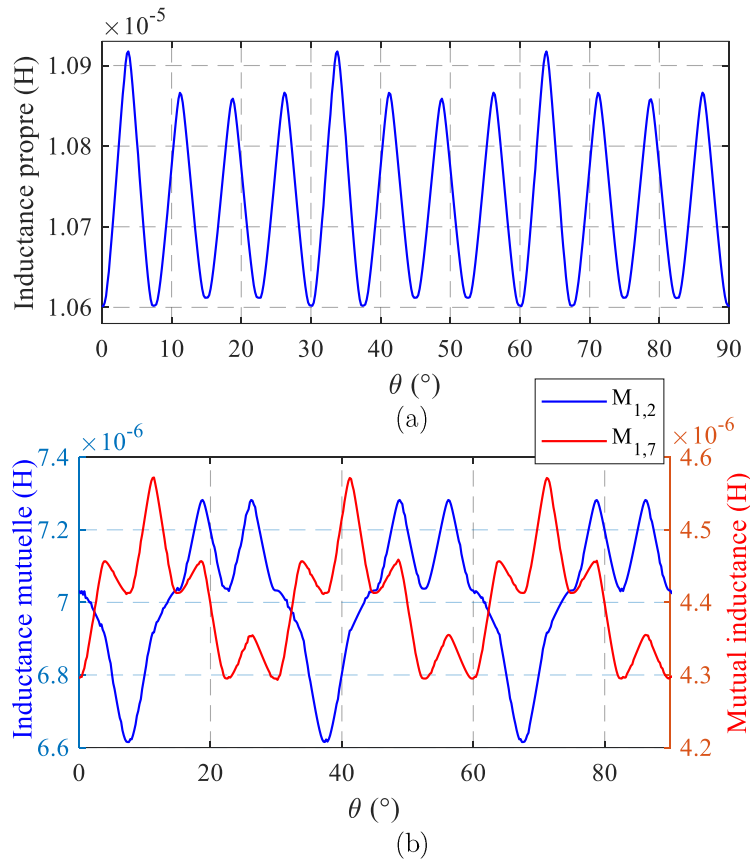 ×10⁻⁵
Inductance propre (H)
1.09
1.08
1.07
1.06
0 10 20 30 40 50 60 70 80 90
θ (°)
(a)
M1,2
M1,7
×10⁻⁶
×10⁻⁶
Inductance mutuelle (H)
7.4
7.2
7
6.8
6.6
4.6
4.5
4.4
4.3
4.2
Mutual inductance (H)
0 20 40 60 80
θ (°)
(b)